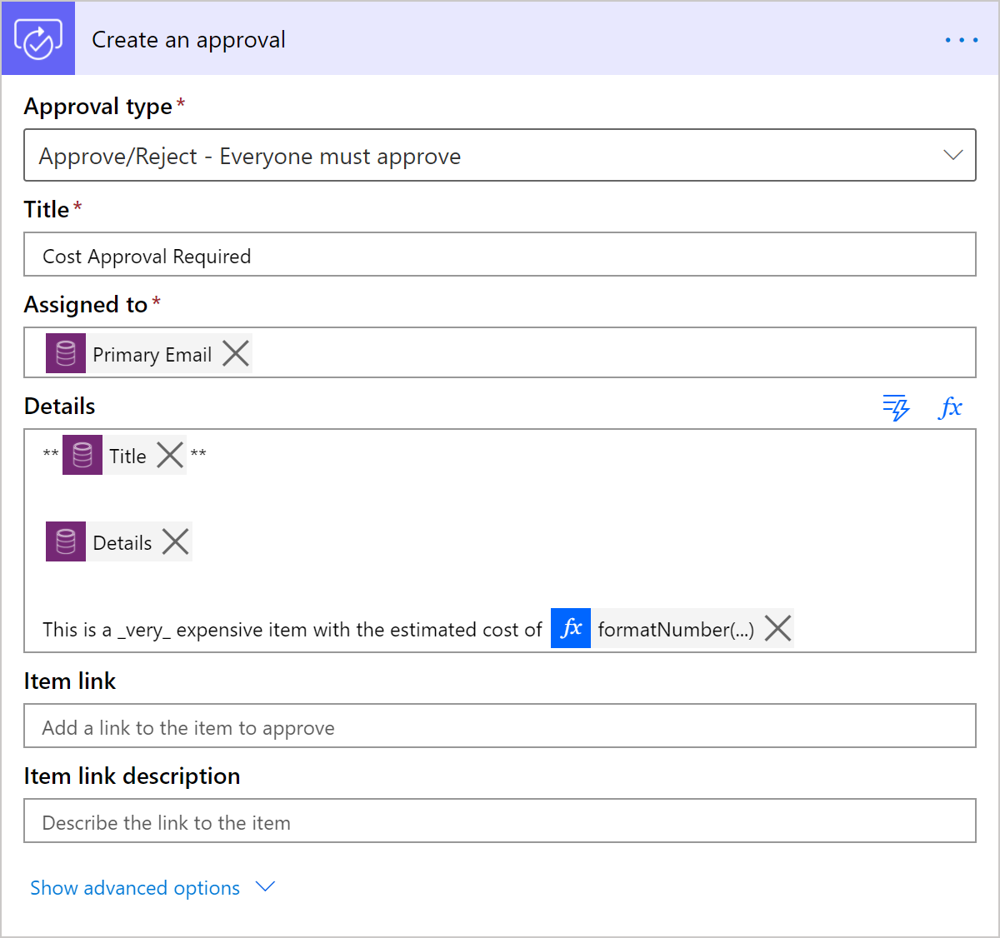 Create an approval
Approval type*
Approve/Reject - Everyone must approve
Title*
Cost Approval Required
Assigned to*
Primary Email
Details
fx
** Title **
Details
This is a _very_ expensive item with the estimated cost of fx formatNumber(...)
Item link
Add a link to the item to approve
Item link description
Describe the link to the item
Show advanced options